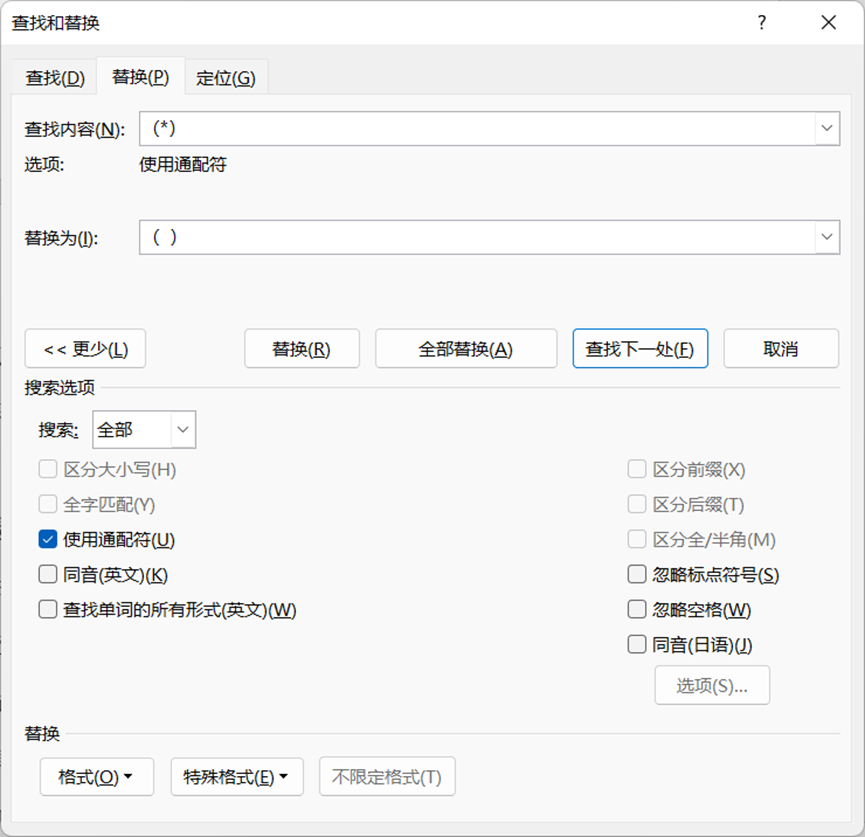 查找和替换 ?
查找(D) 替换(P) 定位(G)
查找内容(N): (*)
选项: 使用通配符
替换为(I): ( )
<< 更少(L) 替换(R) 全部替换(A) 查找下一处(F) 取消
搜索选项
搜索: 全部
区分大小写(H) 区分前缀(X)
全字匹配(Y) 区分后缀(T)
使用通配符(U) 区分全/半角(M)
同音(英文)(K) 忽略标点符号(S)
查找单词的所有形式(英文)(W) 忽略空格(W)
同音(日语)(J)
选项(S)...
替换
格式(O) 特殊格式(E) 不限定格式(T)